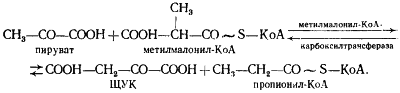 CH₃
CH₃—CO—COOH + COOH—CH—CO ~ S—KoA метилмалонил-КоА-
пируват метилмалонил-КоА карбоксилтрансфераза
⇌ COOH—CH₂—CO—COOH + CH₃—CH₂—CO ~ S—KoA.
ЩУК пропионил-КоА